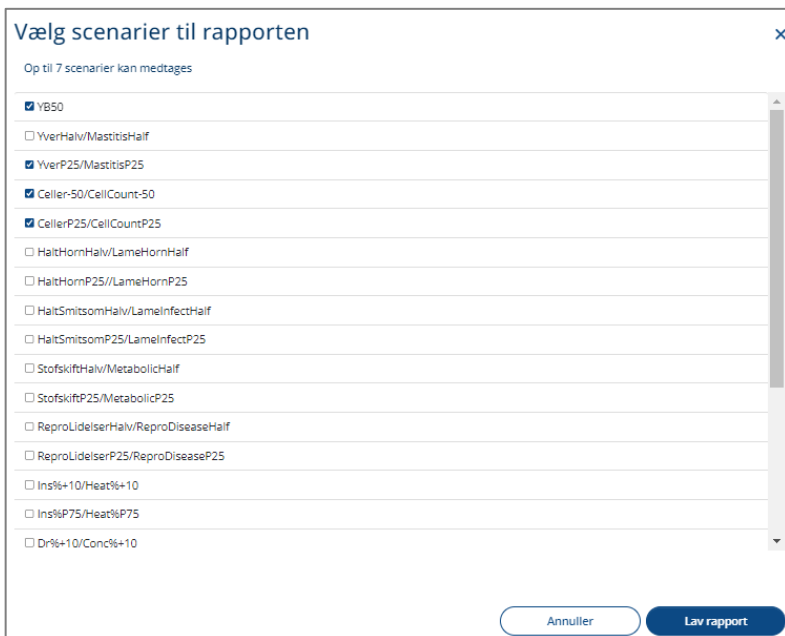 Vælg scenarier til rapporten
Op til 7 scenarier kan medtages
YB50
YverHalv/MastitisHalf
YverP25/MastitisP25
Celler-50/CellCount-50
CellerP25/CellCountP25
HaltHornHalv/LameHornHalf
HaltHornP25//LameHornP25
HaltSmitsomHalv/LameInfectHalf
HaltSmitsomP25/LameInfectP25
StofskiftHalv/MetabolicHalf
StofskiftP25/MetabolicP25
ReproLidelserHalv/ReproDiseaseHalf
ReproLidelserP25/ReproDiseaseP25
Ins%+10/Heat%+10
Ins%P75/Heat%P75
Dr%+10/Conc%+10
Annuller
Lav rapport